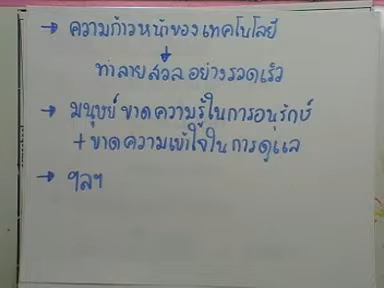 → ความก้าวหน้าของเทคโนโลยี
↓
ทำลายสวล อย่างรวดเร็ว
→ มนุษย์ ขาดความรู้ในการอนุรักษ์
+ ขาดความเข้าใจใน การดูแล
→ ฯลฯ